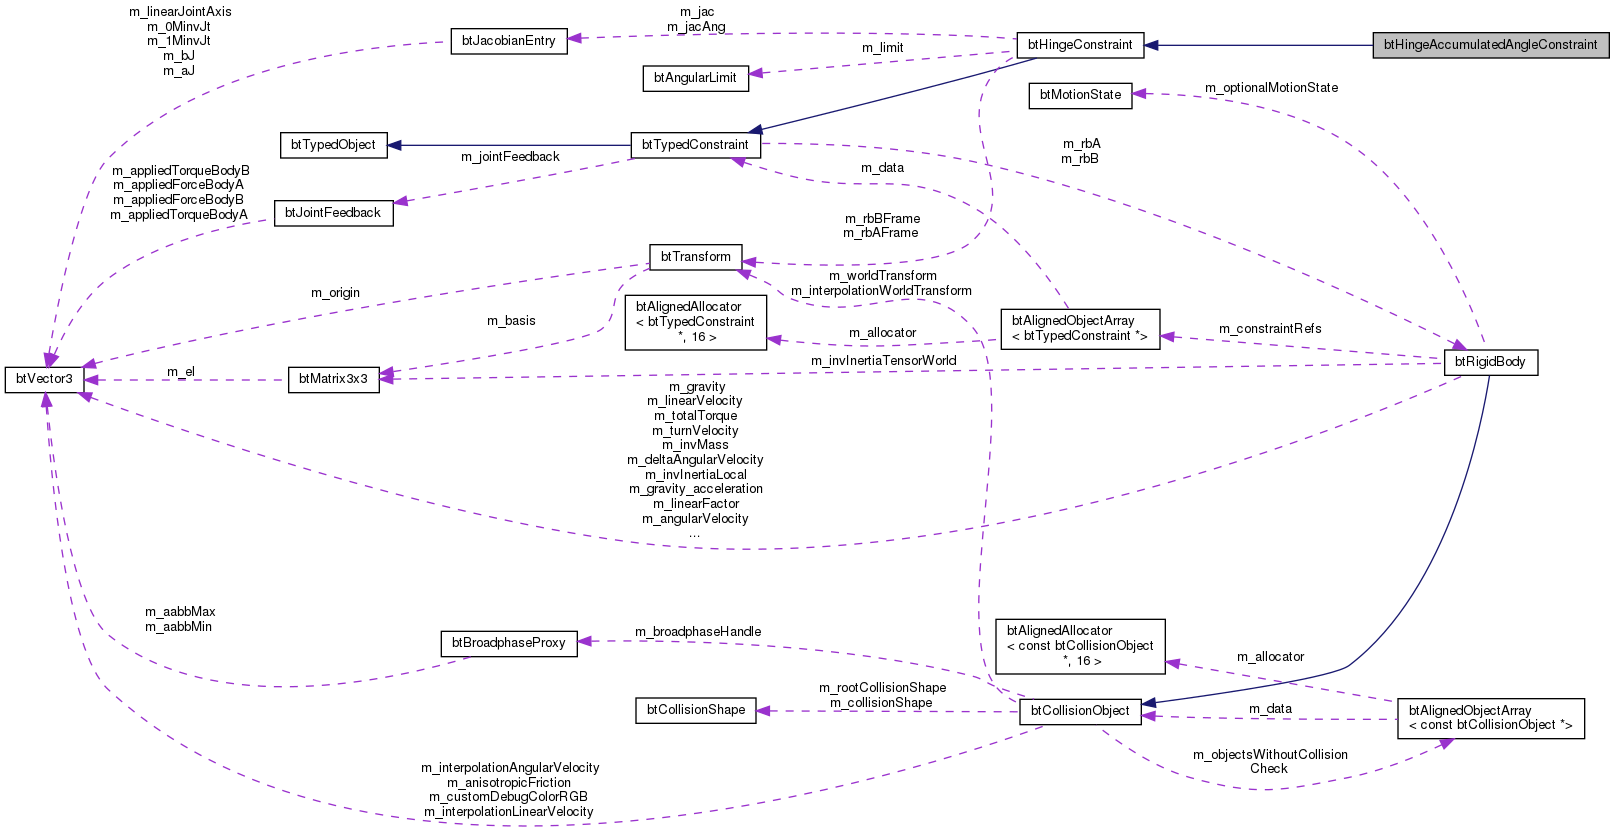 m_linearJointAxis
m_0MinvJt
m_1MinvJt
m_bJ
m_aJ
btJacobianEntry
m_jac
m_jacAng
btHingeConstraint
btHingeAccumulatedAngleConstraint
m_limit
btAngularLimit
btMotionState
m_optionalMotionState
btTypedObject
btTypedConstraint
m_jointFeedback
m_data
m_rbA
m_rbB
m_appliedTorqueBodyB
m_appliedForceBodyA
m_appliedForceBodyB
m_appliedTorqueBodyA
btJointFeedback
m_rbBFrame
m_rbAFrame
btTransform
m_worldTransform
m_interpolationWorldTransform
m_origin
m_basis
btAlignedAllocator
< btTypedConstraint
*, 16 >
m_allocator
btAlignedObjectArray
< btTypedConstraint *>
m_constraintRefs
btRigidBody
m_invInertiaTensorWorld
btVector3
m_el
btMatrix3x3
m_gravity
m_linearVelocity
m_totalTorque
m_turnVelocity
m_invMass
m_deltaAngularVelocity
m_invInertiaLocal
m_gravity_acceleration
m_linearFactor
m_angularVelocity
...
m_aabbMax
m_aabbMin
btBroadphaseProxy
m_broadphaseHandle
btAlignedAllocator
< const btCollisionObject
*, 16 >
m_allocator
btCollisionShape
m_rootCollisionShape
m_collisionShape
btCollisionObject
m_data
btAlignedObjectArray
< const btCollisionObject *>
m_objectsWithoutCollision
Check
m_interpolationAngularVelocity
m_anisotropicFriction
m_customDebugColorRGB
m_interpolationLinearVelocity